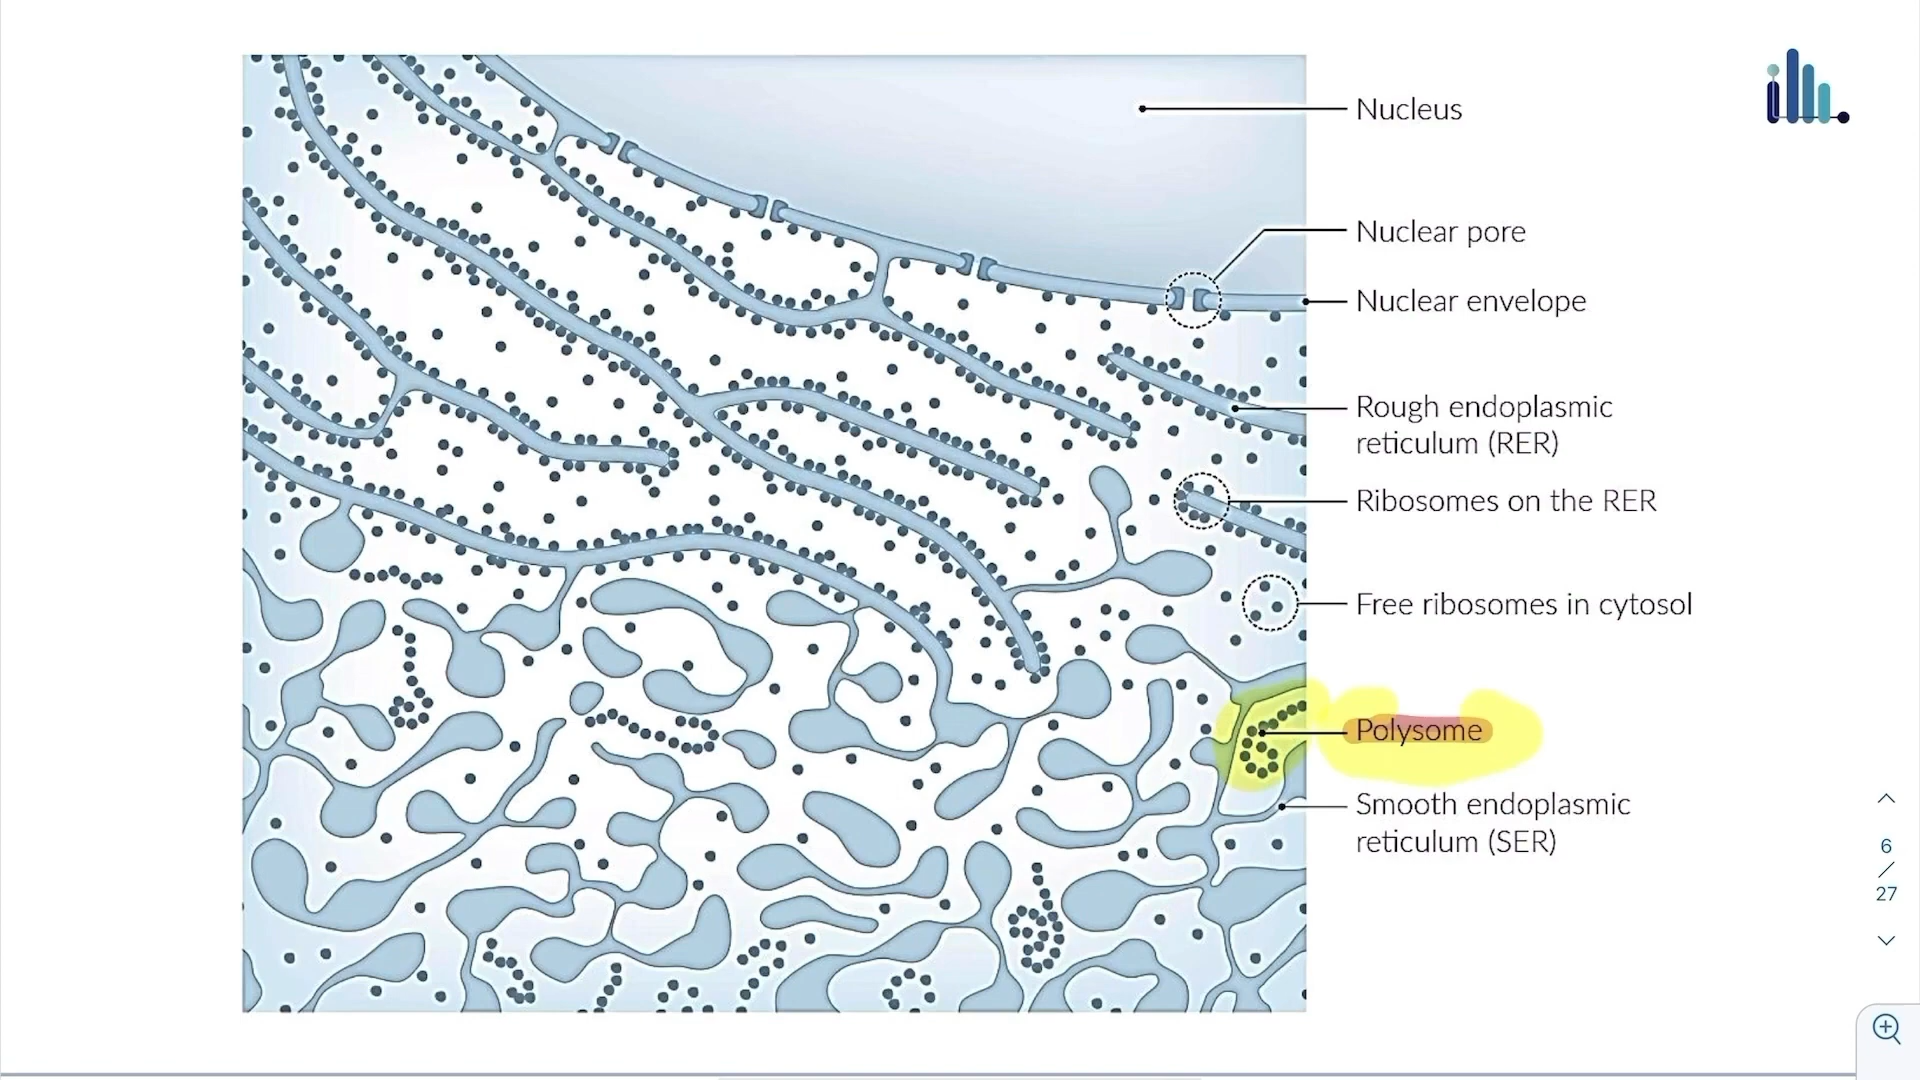 Nucleus
Nuclear pore
Nuclear envelope
Rough endoplasmic
reticulum (RER)
Ribosomes on the RER
Free ribosomes in cytosol
Polysome
Smooth endoplasmic
reticulum (SER)
6
/
27